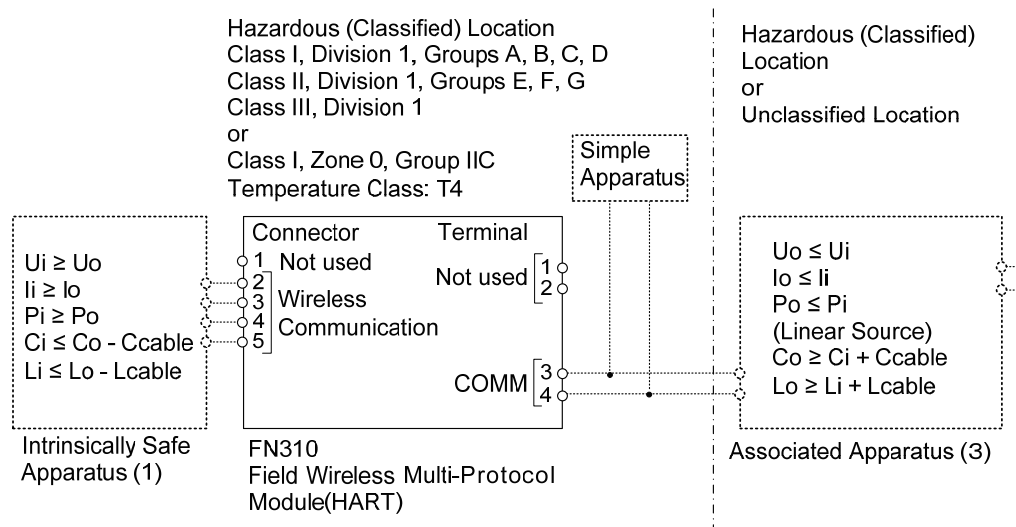 Hazardous (Classified) Location
Class I, Division 1, Groups A, B, C, D
Class II, Division 1, Groups E, F, G
Class III, Division 1
or
Class I, Zone 0, Group IIC
Temperature Class: T4
Hazardous (Classified)
Location
or
Unclassified Location
Simple
Apparatus
Ui ≥ Uo
Ii ≥ Io
Pi ≥ Po
Ci ≤ Co - Ccable
Li ≤ Lo - Lcable
Intrinsically Safe
Apparatus (1)
Connector
1 Not used
2
3 Wireless
4 Communication
5
Terminal
Not used 1
2
COMM 3
4
FN310
Field Wireless Multi-Protocol
Module(HART)
Uo ≤ Ui
Io ≤ Ii
Po ≤ Pi
(Linear Source)
Co ≥ Ci + Ccable
Lo ≥ Li + Lcable
Associated Apparatus (3)